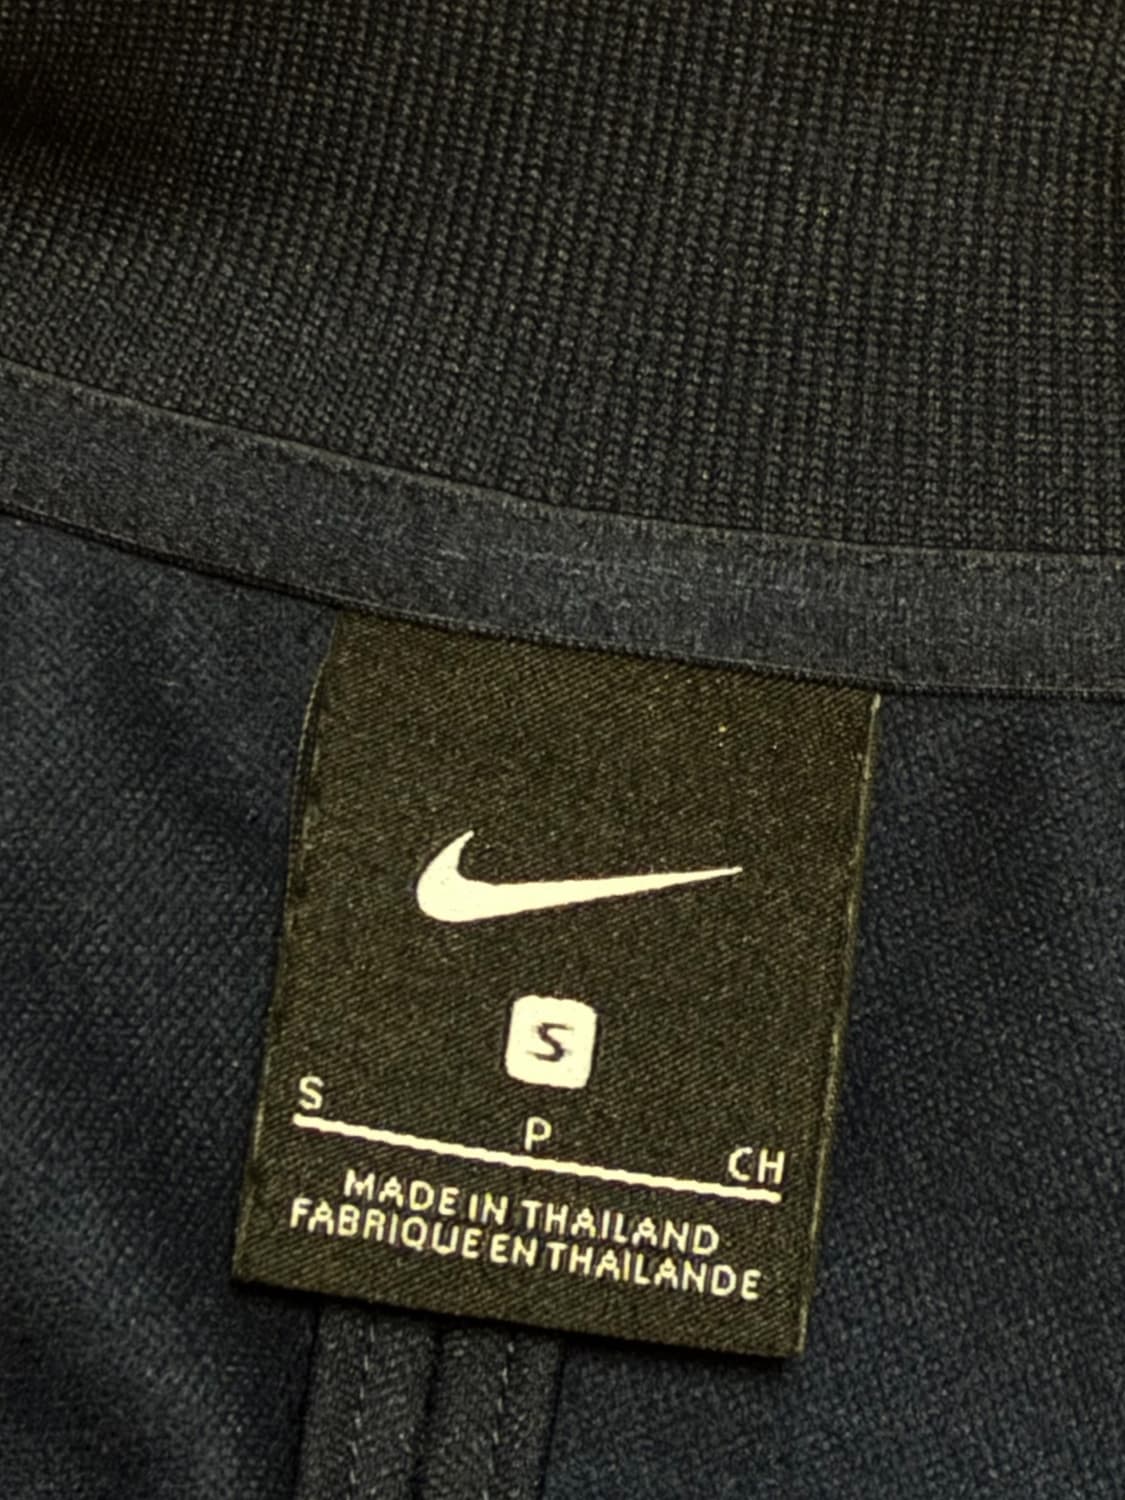 S
S P CH
MADE IN THAILAND
FABRIQUE EN THAILANDE